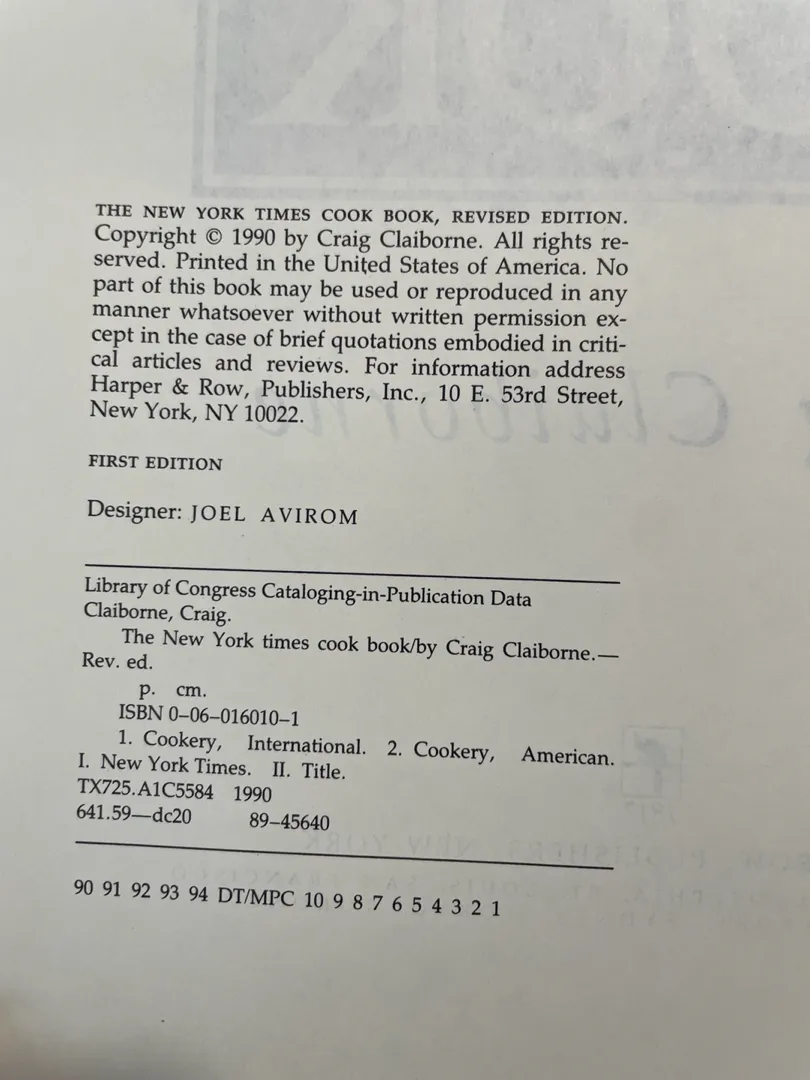 THE NEW YORK TIMES COOK BOOK, REVISED EDITION.
Copyright © 1990 by Craig Claiborne. All rights re-
served. Printed in the United States of America. No
part of this book may be used or reproduced in any
manner whatsoever without written permission ex-
cept in the case of brief quotations embodied in criti-
cal articles and reviews. For information address
Harper & Row, Publishers, Inc., 10 E. 53rd Street,
New York, NY 10022.
FIRST EDITION
Designer: JOEL AVIROM
Library of Congress Cataloging-in-Publication Data
Claiborne, Craig.
The New York times cook book/by Craig Claiborne.—
Rev. ed.
p. cm.
ISBN 0–06–016010–1
1. Cookery, International. 2. Cookery, American.
I. New York Times. II. Title.
TX725.A1C5584 1990
641.59—dc20 89–45640
90 91 92 93 94 DT/MPC 10 9 8 7 6 5 4 3 2 1